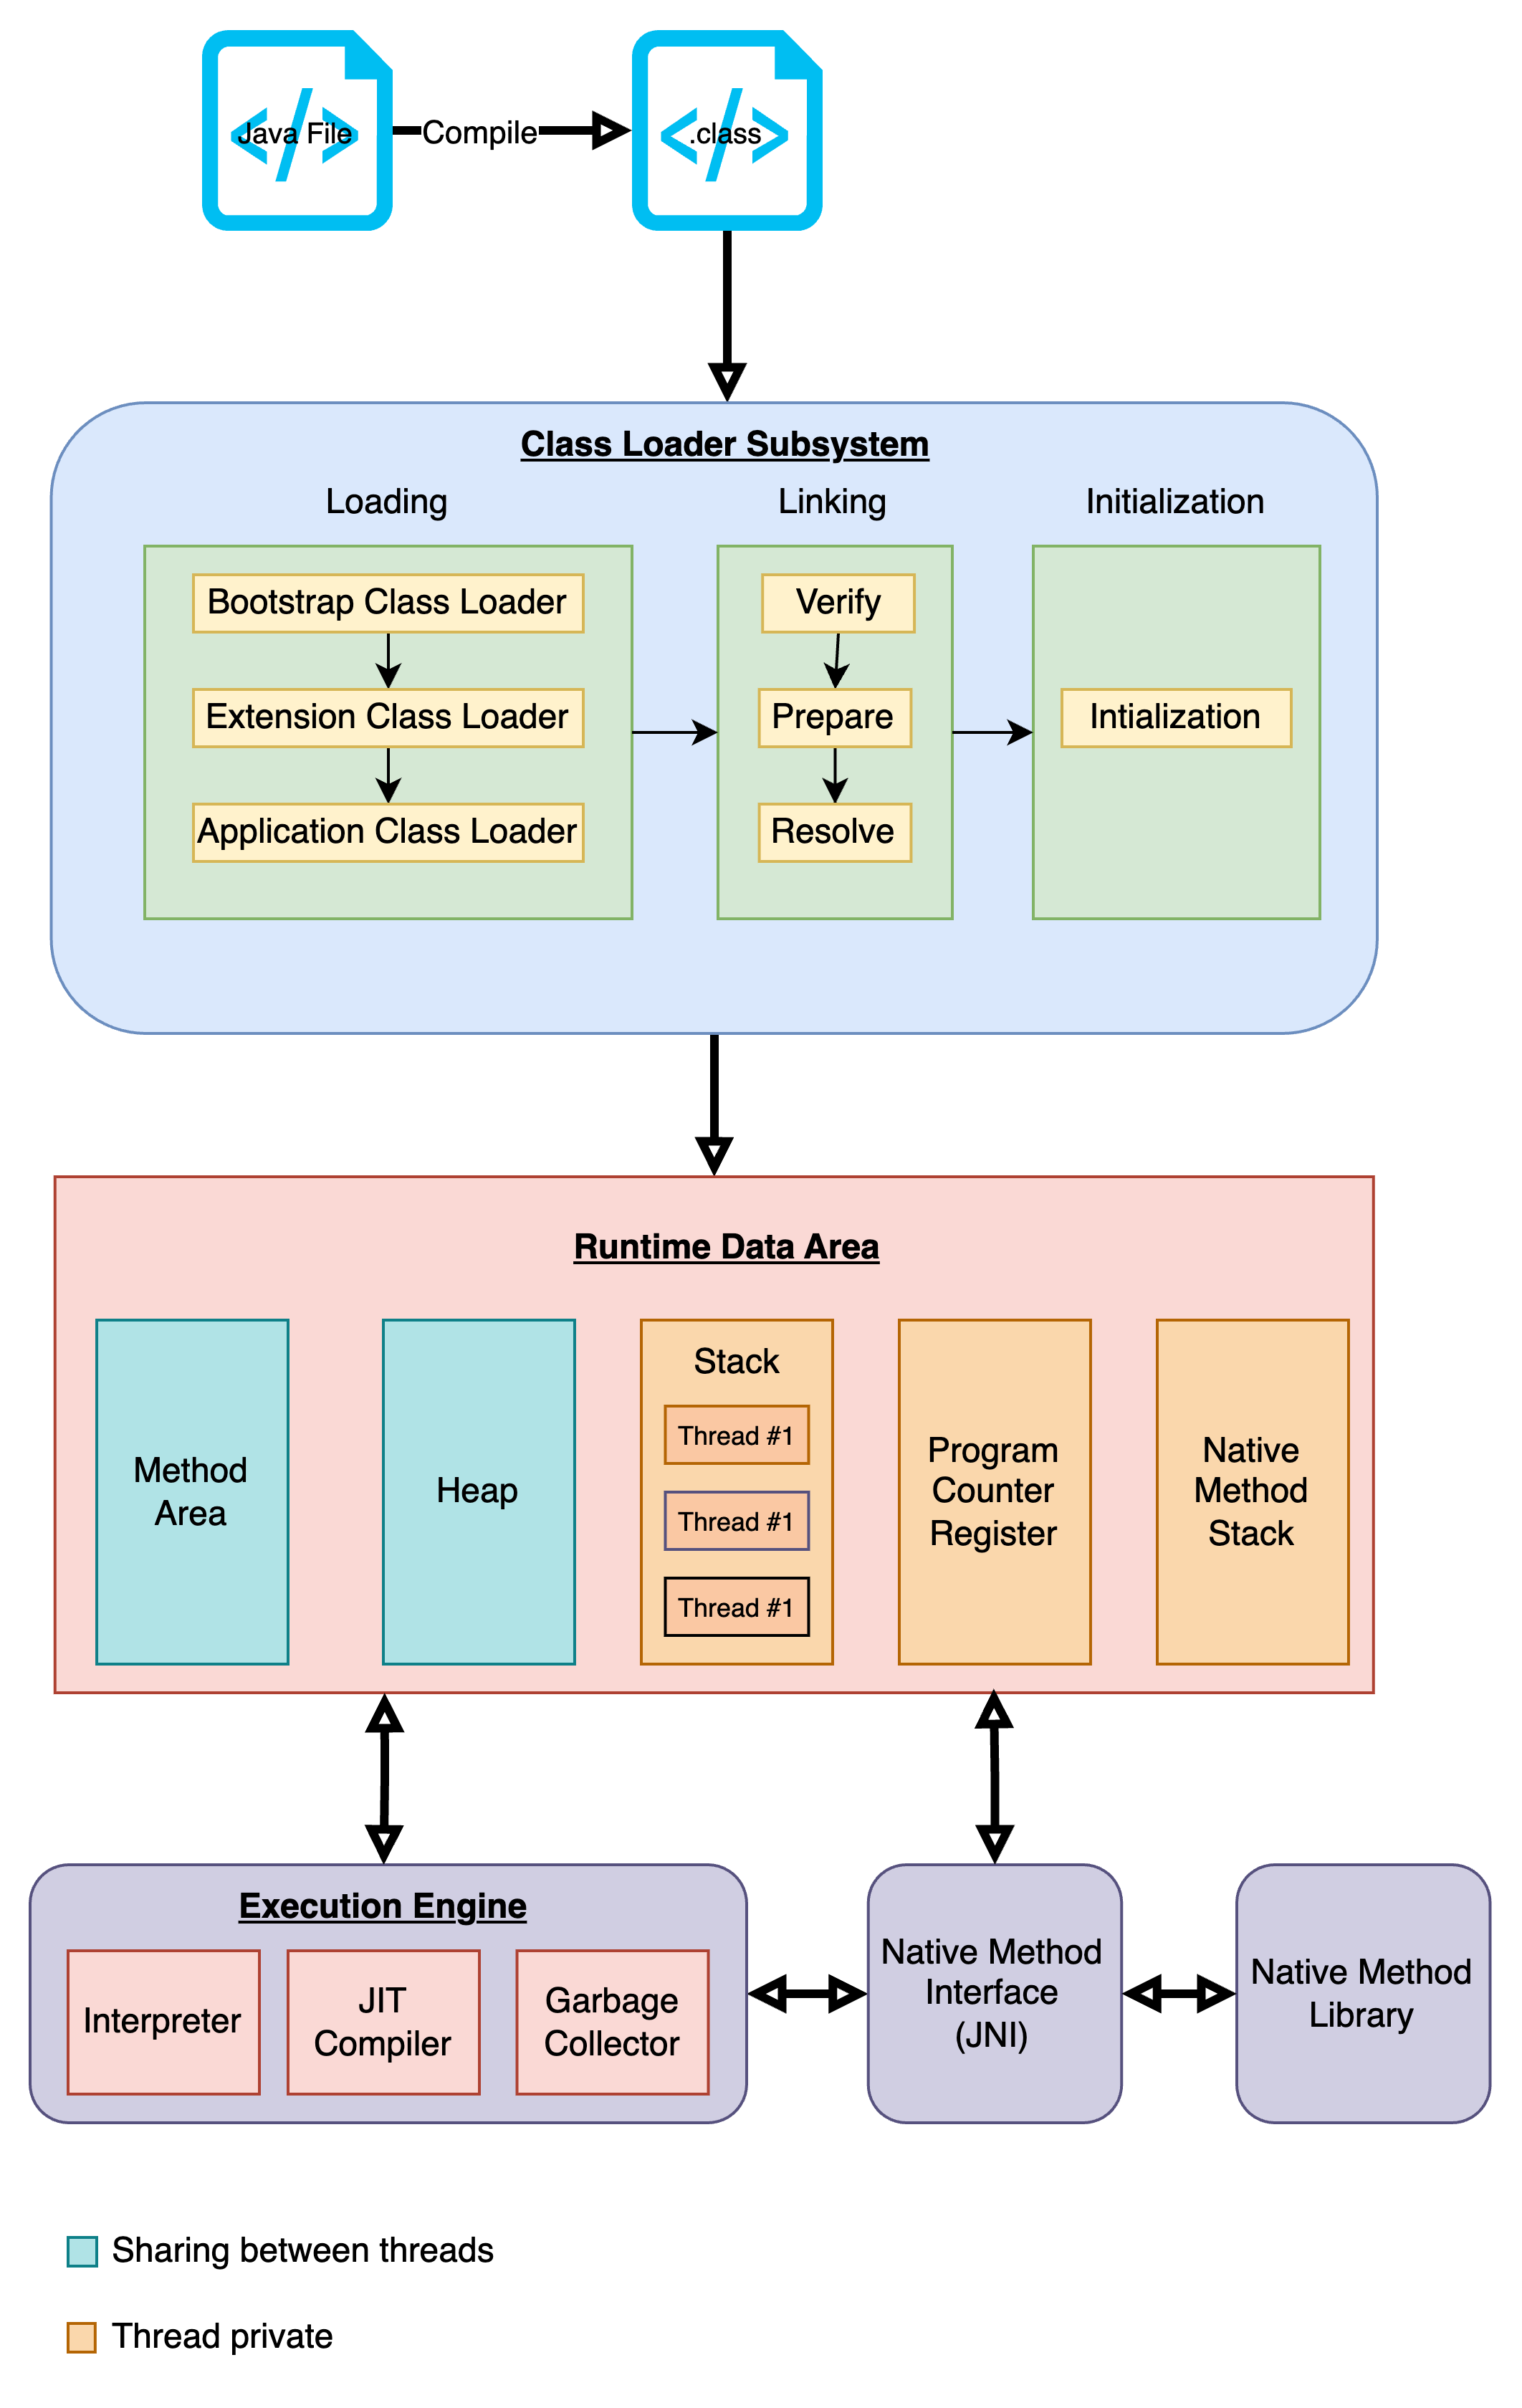 Java File
Compile
.class
Class Loader Subsystem
Loading
Linking
Initialization
Bootstrap Class Loader
Verify
Extension Class Loader
Prepare
Intialization
Application Class Loader
Resolve
Runtime Data Area
Method
Area
Heap
Stack
Thread #1
Thread #1
Thread #1
Program
Counter
Register
Native
Method
Stack
Execution Engine
Interpreter
JIT
Compiler
Garbage
Collector
Native Method
Interface
(JNI)
Native Method
Library
Sharing between threads
Thread private